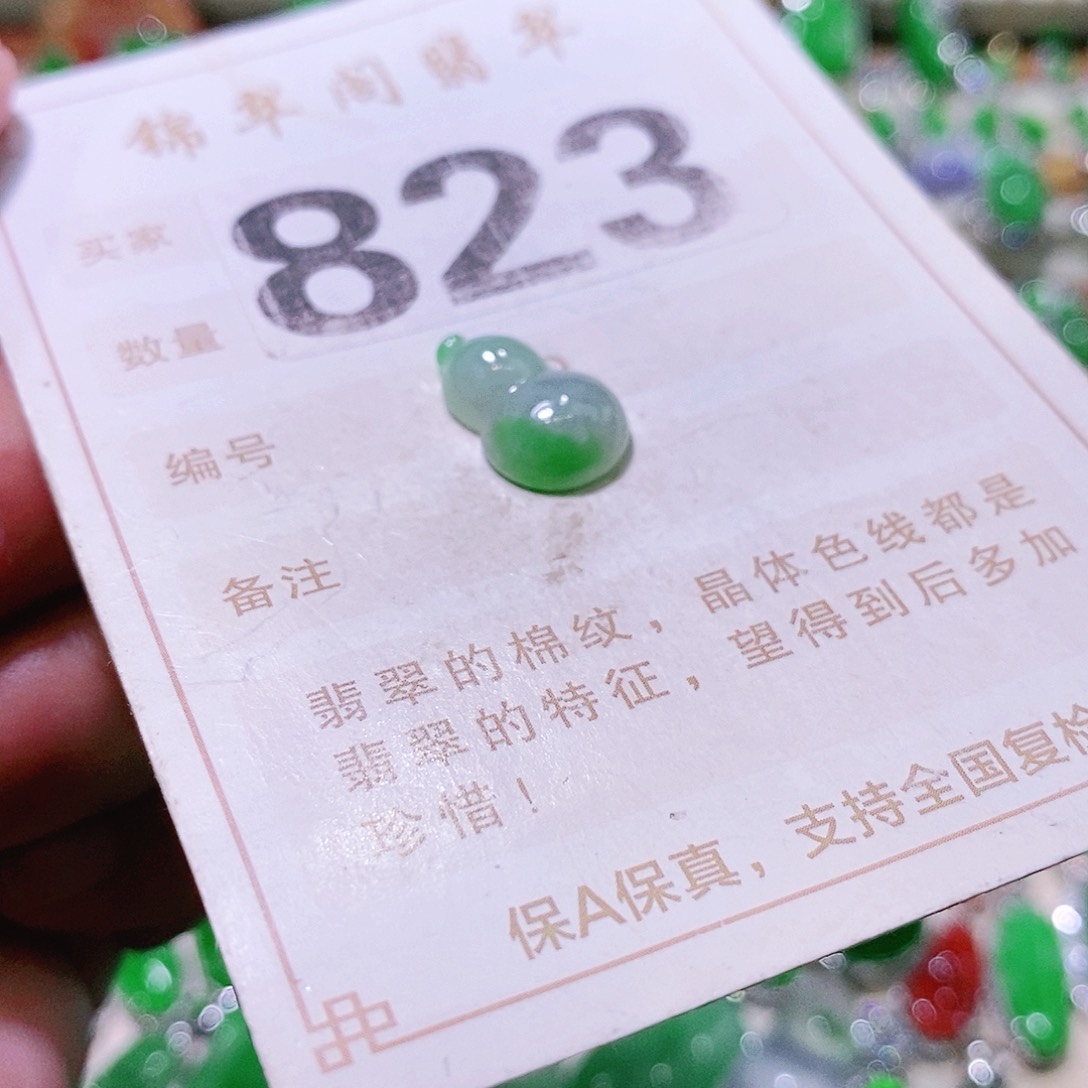 锦翠阁翡翠
823
买家
数量
编号
备注
翡翠的棉纹，晶体色线都是
翡翠的特征，望得到后多加
珍惜！
保A保真，支持全国复检